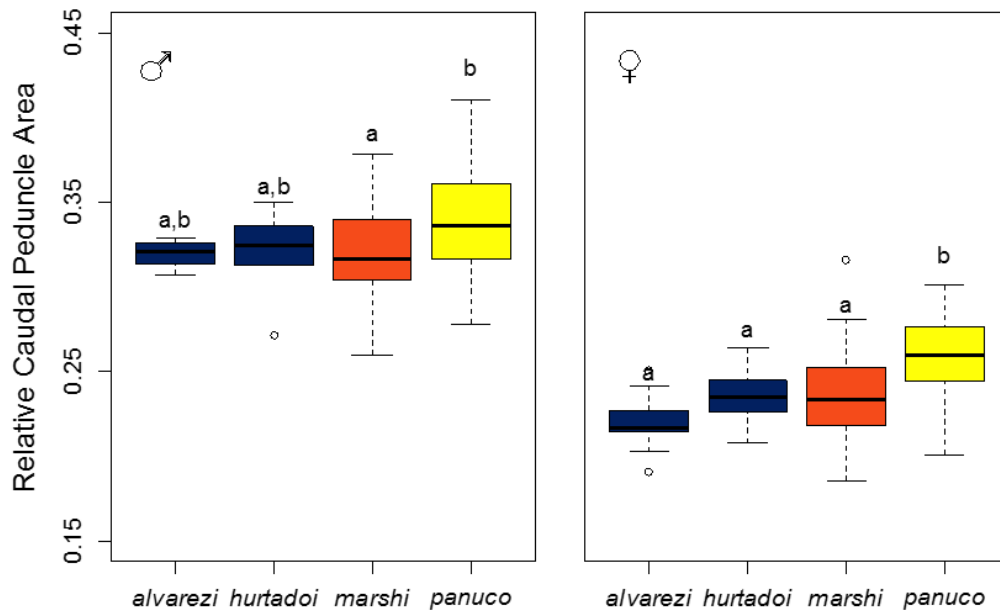 Relative Caudal Peduncle Area
0.45
0.35
0.25
0.15
♂
a,b
a,b
a
b
alvarezi hurtadoi marshi panuco
♀
a
a
a
b
alvarezi hurtadoi marshi panuco